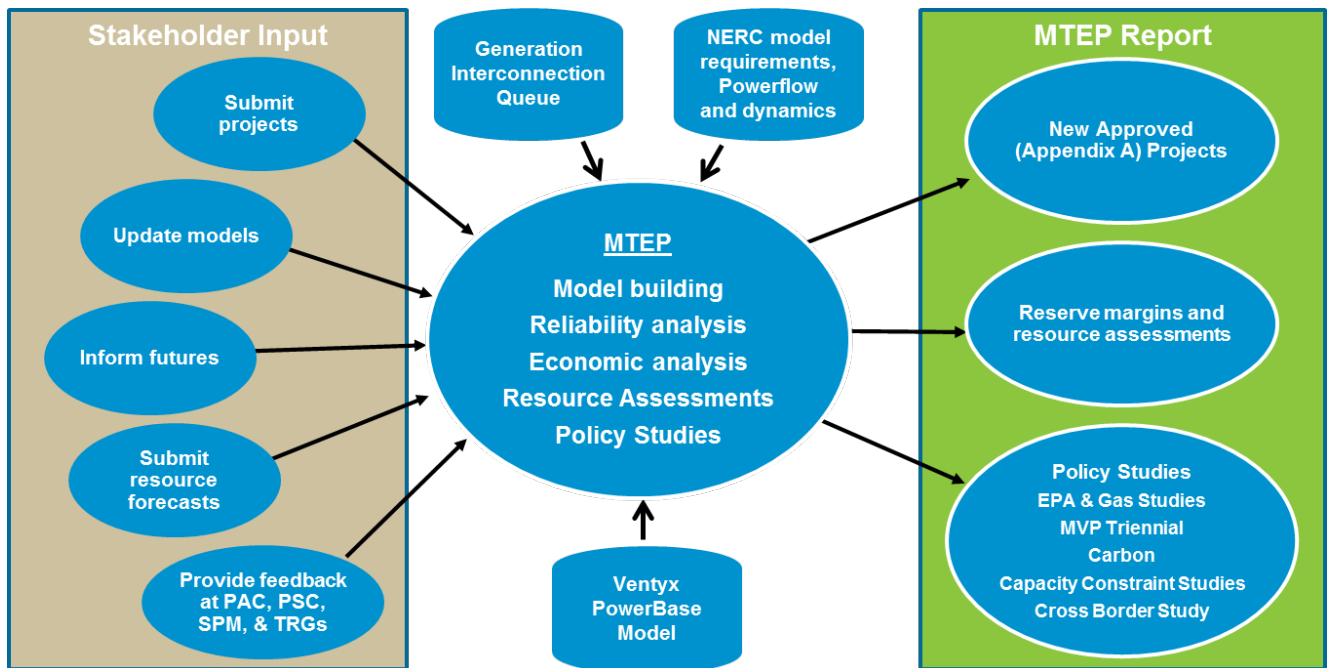 Stakeholder Input
Submit
projects
Update models
Inform futures
Submit
resource
forecasts
Provide feedback
at PAC, PSC,
SPM, & TRGs
Generation
Interconnection
Queue
NERC model
requirements,
Powerflow
and dynamics
MTEP
Model building
Reliability analysis
Economic analysis
Resource Assessments
Policy Studies
Ventyx
PowerBase
Model
MTEP Report
New Approved
(Appendix A) Projects
Reserve margins and
resource assessments
Policy Studies
EPA & Gas Studies
MVP Triennial
Carbon
Capacity Constraint Studies
Cross Border Study